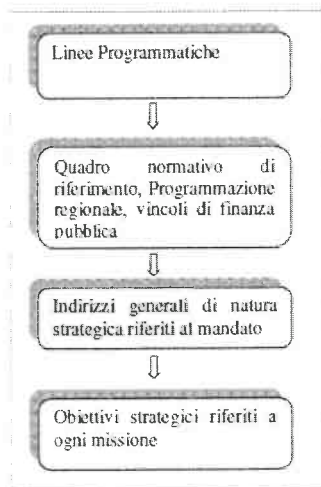 Linee Programmatiche
Quadro normativo di
riferimento, Programmazione
regionale, vincoli di finanza
pubblica
Indirizzi generali di natura
strategica riferiti al mandato
Obiettivi strategici riferiti a
ogni missione